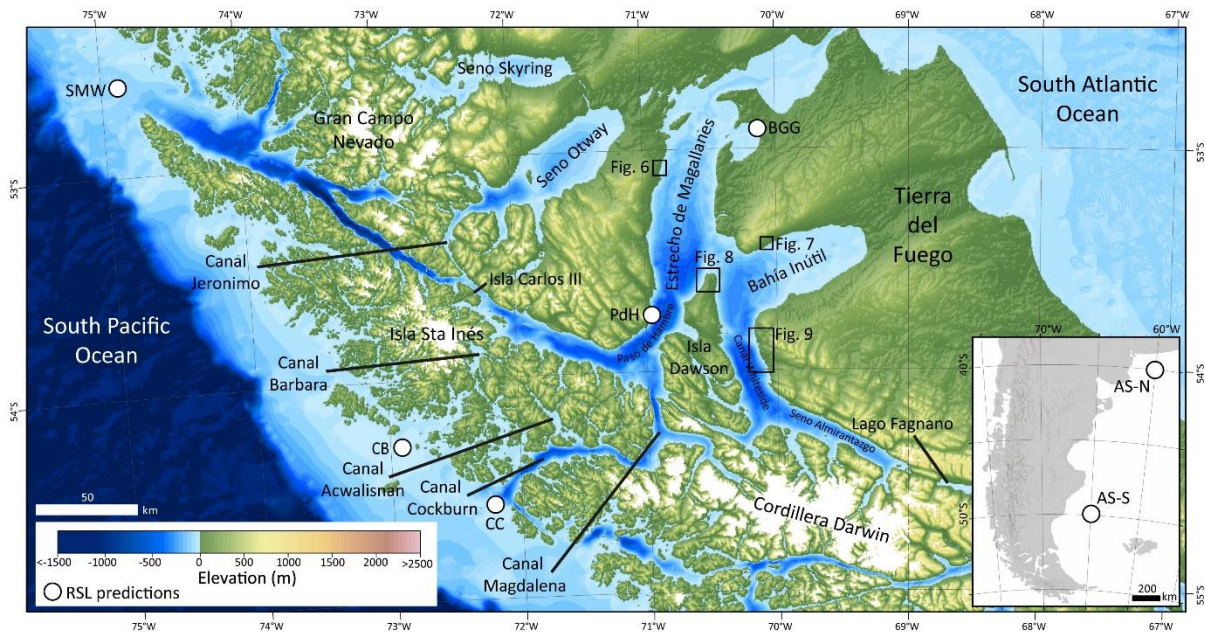 75°W
74°W
73°W
72°W
71°W
70°W
69°W
68°W
67°W
SMW
Gran Campo
Nevado
Seno Skyring
Seno Otway
BGG
Fig. 6
Estrecho de Magallanes
South Atlantic
Ocean
53°S
53°S
Tierra
del
Fuego
Fig. 7
Fig. 8
Bahía Inútil
Canal
Jeronimo
Isla Carlos III
PdH
Paso de Hambre
Isla
Dawson
Fig. 9
Canal Whiteside
South Pacific
Ocean
Isla Sta Inés
Canal
Barbara
54°S
54°S
Seno Almirantazgo
Lago Fagnano
CB
Canal
Acwalisnan
Canal
Cockburn
CC
Canal
Magdalena
Cordillera Darwin
50
km
<-1500
-1000
-500
0
500
1000
1500
2000
>2500
Elevation (m)
RSL predictions
70°W
60°W
40°S
AS-N
50°S
AS-S
200
km
55°S
75°W
74°W
73°W
72°W
71°W
70°W
69°W
68°W
67°W